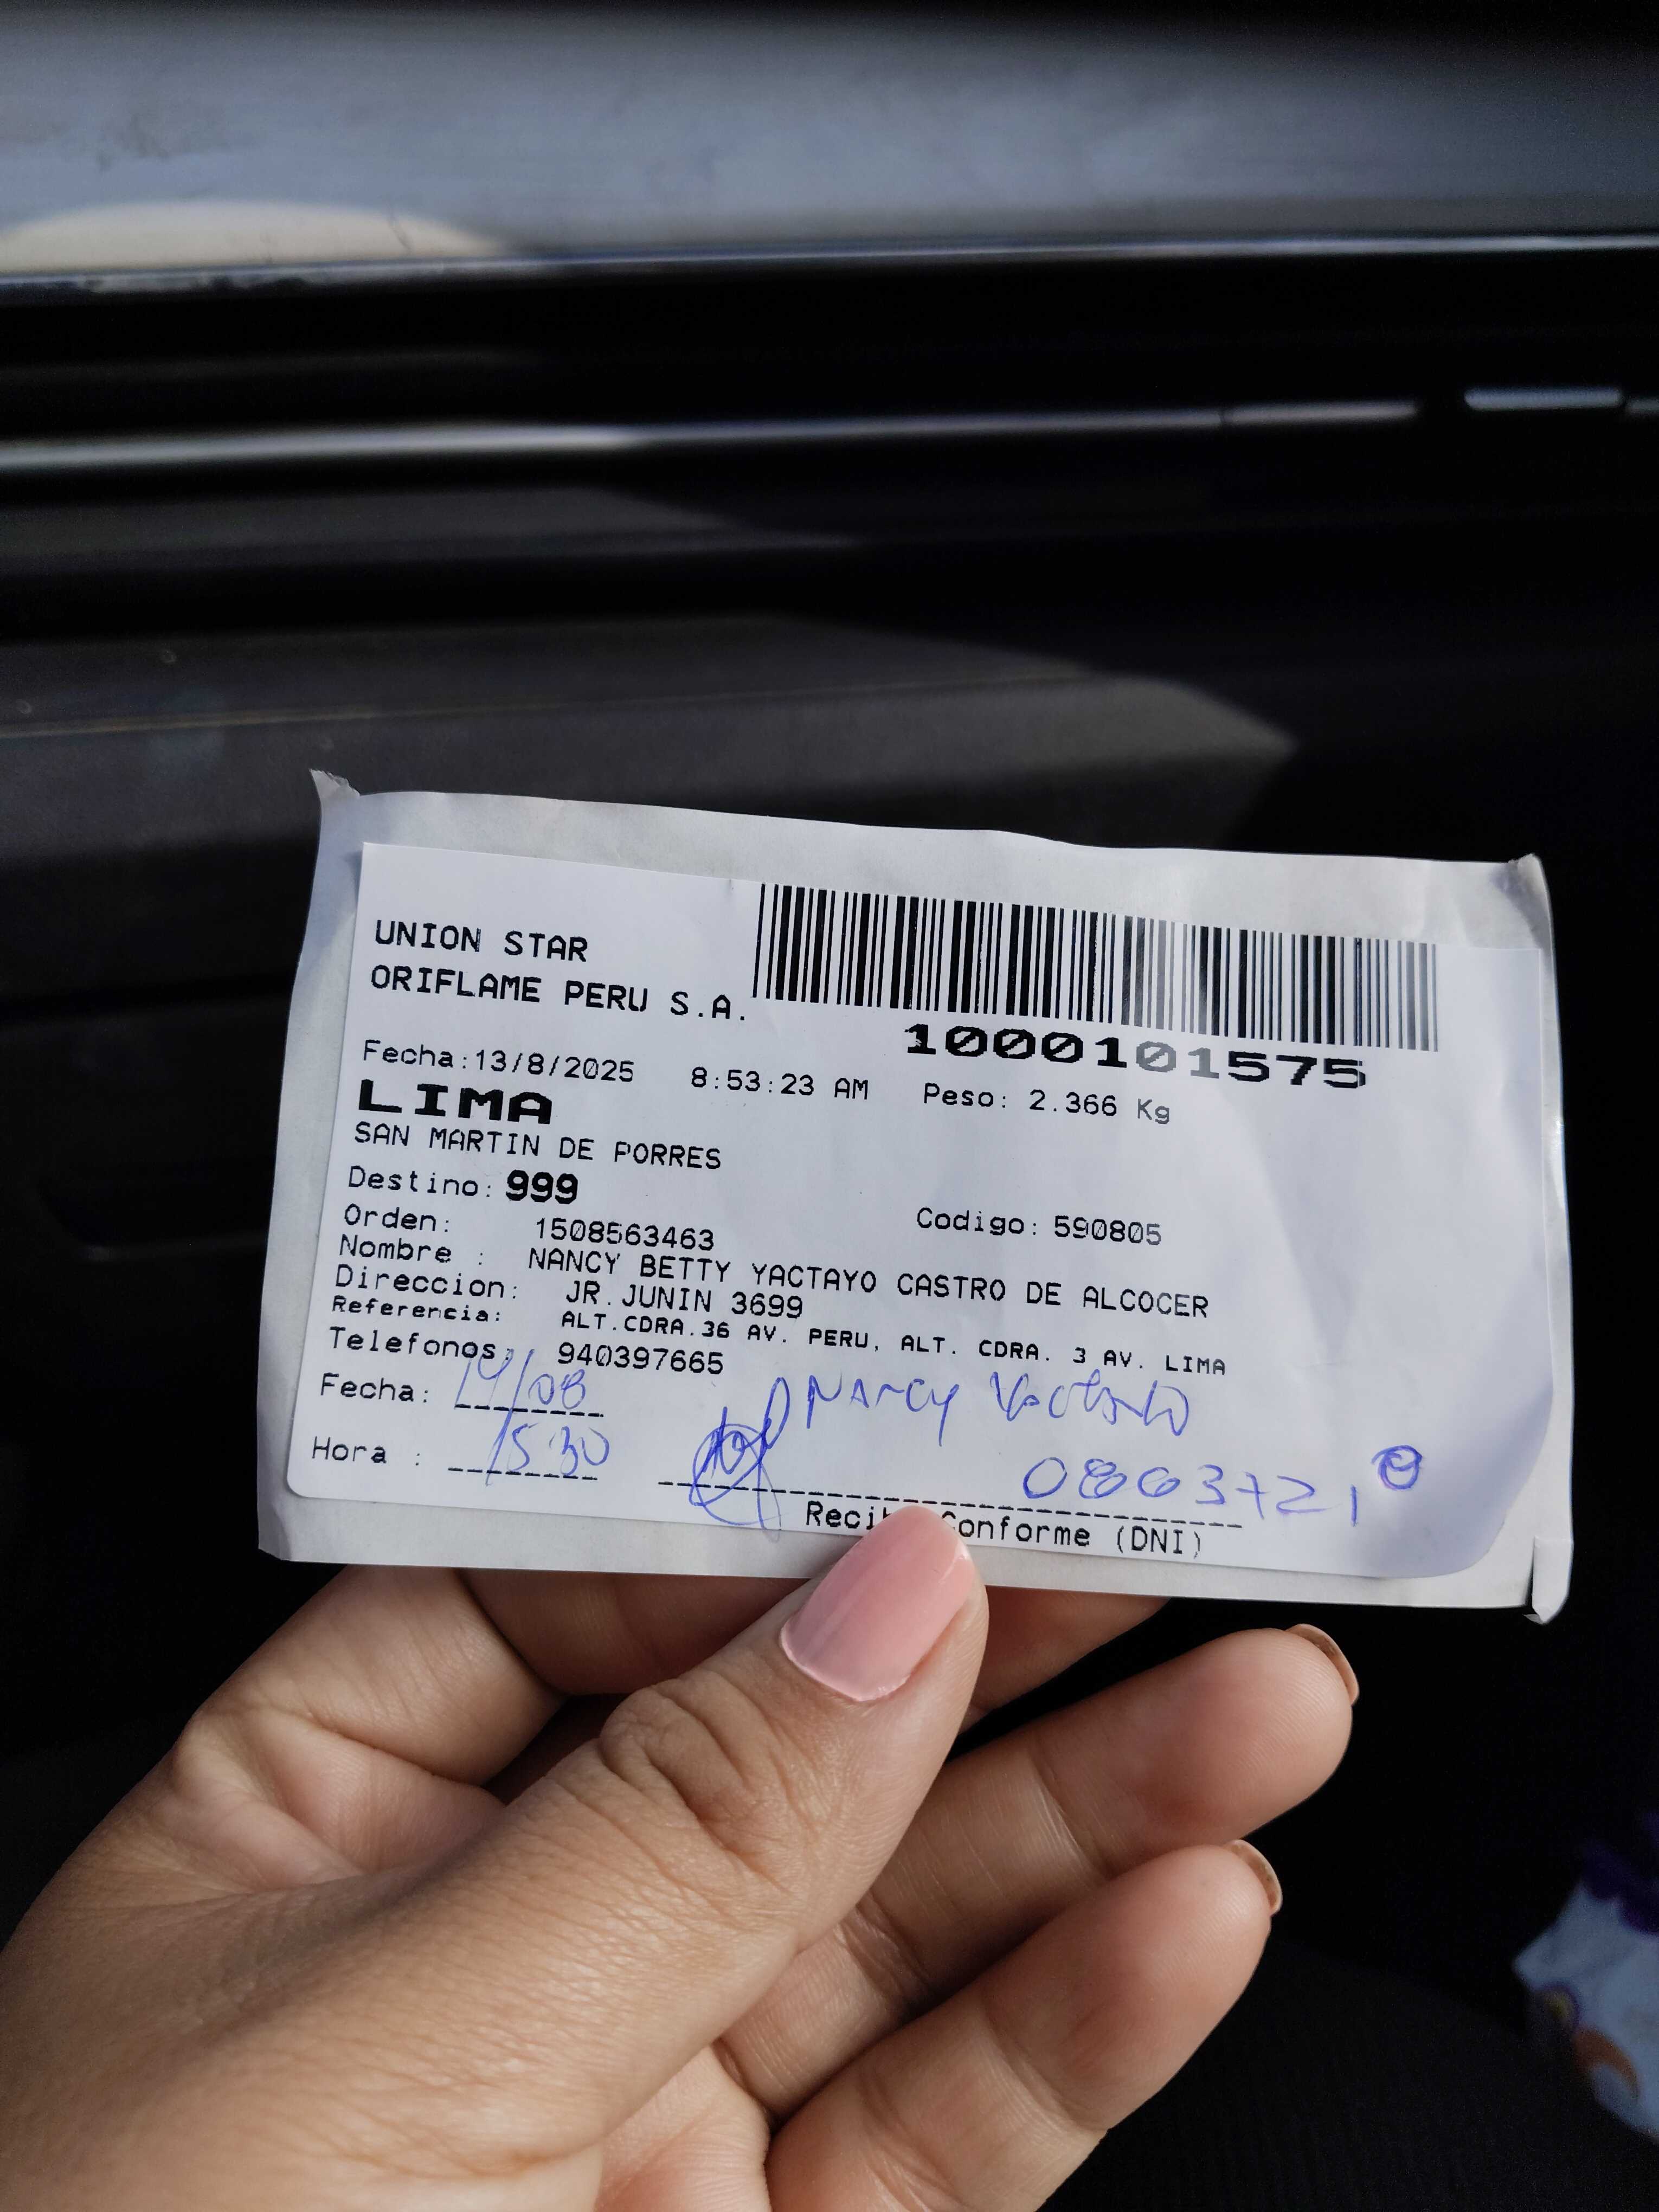 UNION STAR
ORIFLAME PERU S.A.
1000101575
Fecha:13/8/2025 8:53:23 AM Peso: 2.366 Kg
LIMA
SAN MARTIN DE PORRES
Destino: 999
Orden: 1508563463 Codigo: 590805
Nombre : NANCY BETTY YACTAYO CASTRO DE ALCOCER
Direccion: JR.JUNIN 3699
Referencia: ALT.CDRA.36 AV. PERU, ALT. CDRA. 3 AV. LIMA
Telefonos: 940397665
Fecha: 14/08 Nancy Yactayo
Hora : 15:30
Conforme (DNI)